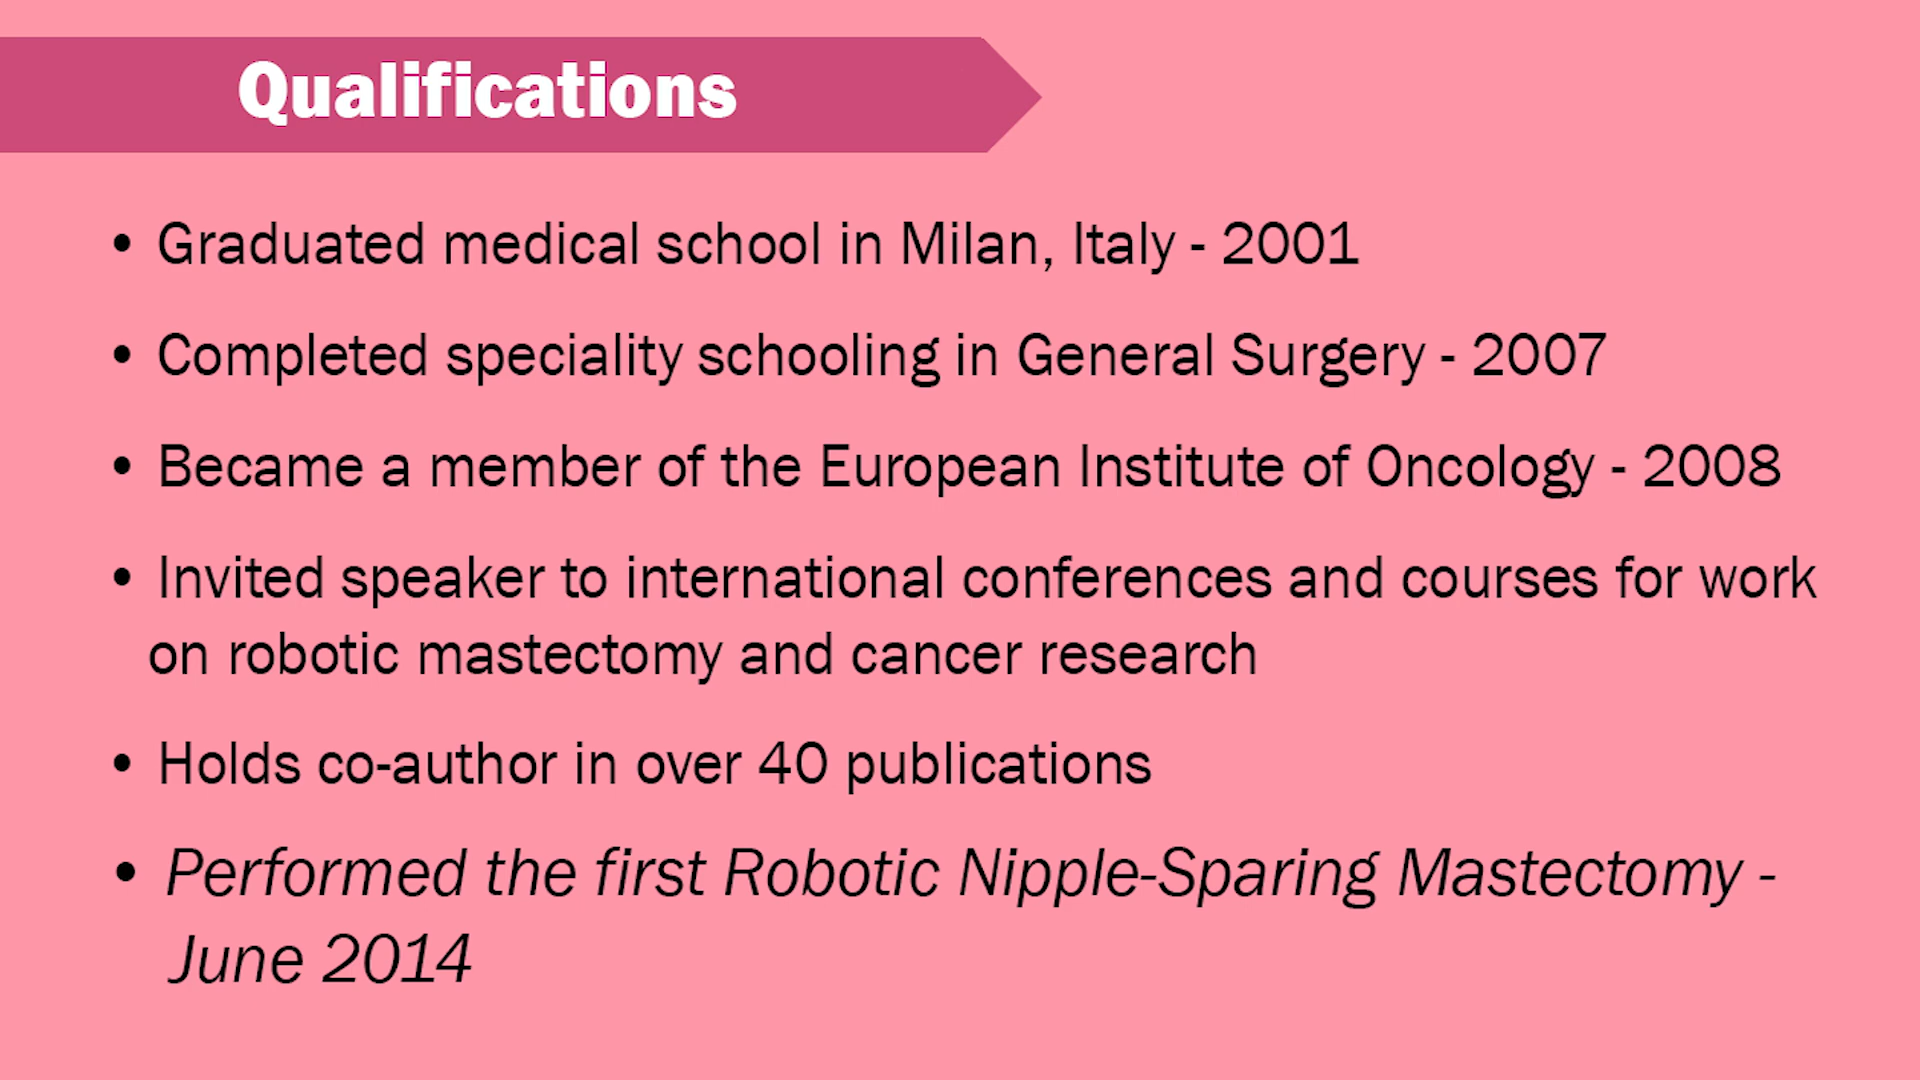 Qualifications
• Graduated medical school in Milan, Italy - 2001
• Completed speciality schooling in General Surgery - 2007
• Became a member of the European Institute of Oncology - 2008
• Invited speaker to international conferences and courses for work
on robotic mastectomy and cancer research
• Holds co-author in over 40 publications
• Performed the first Robotic Nipple-Sparing Mastectomy -
June 2014